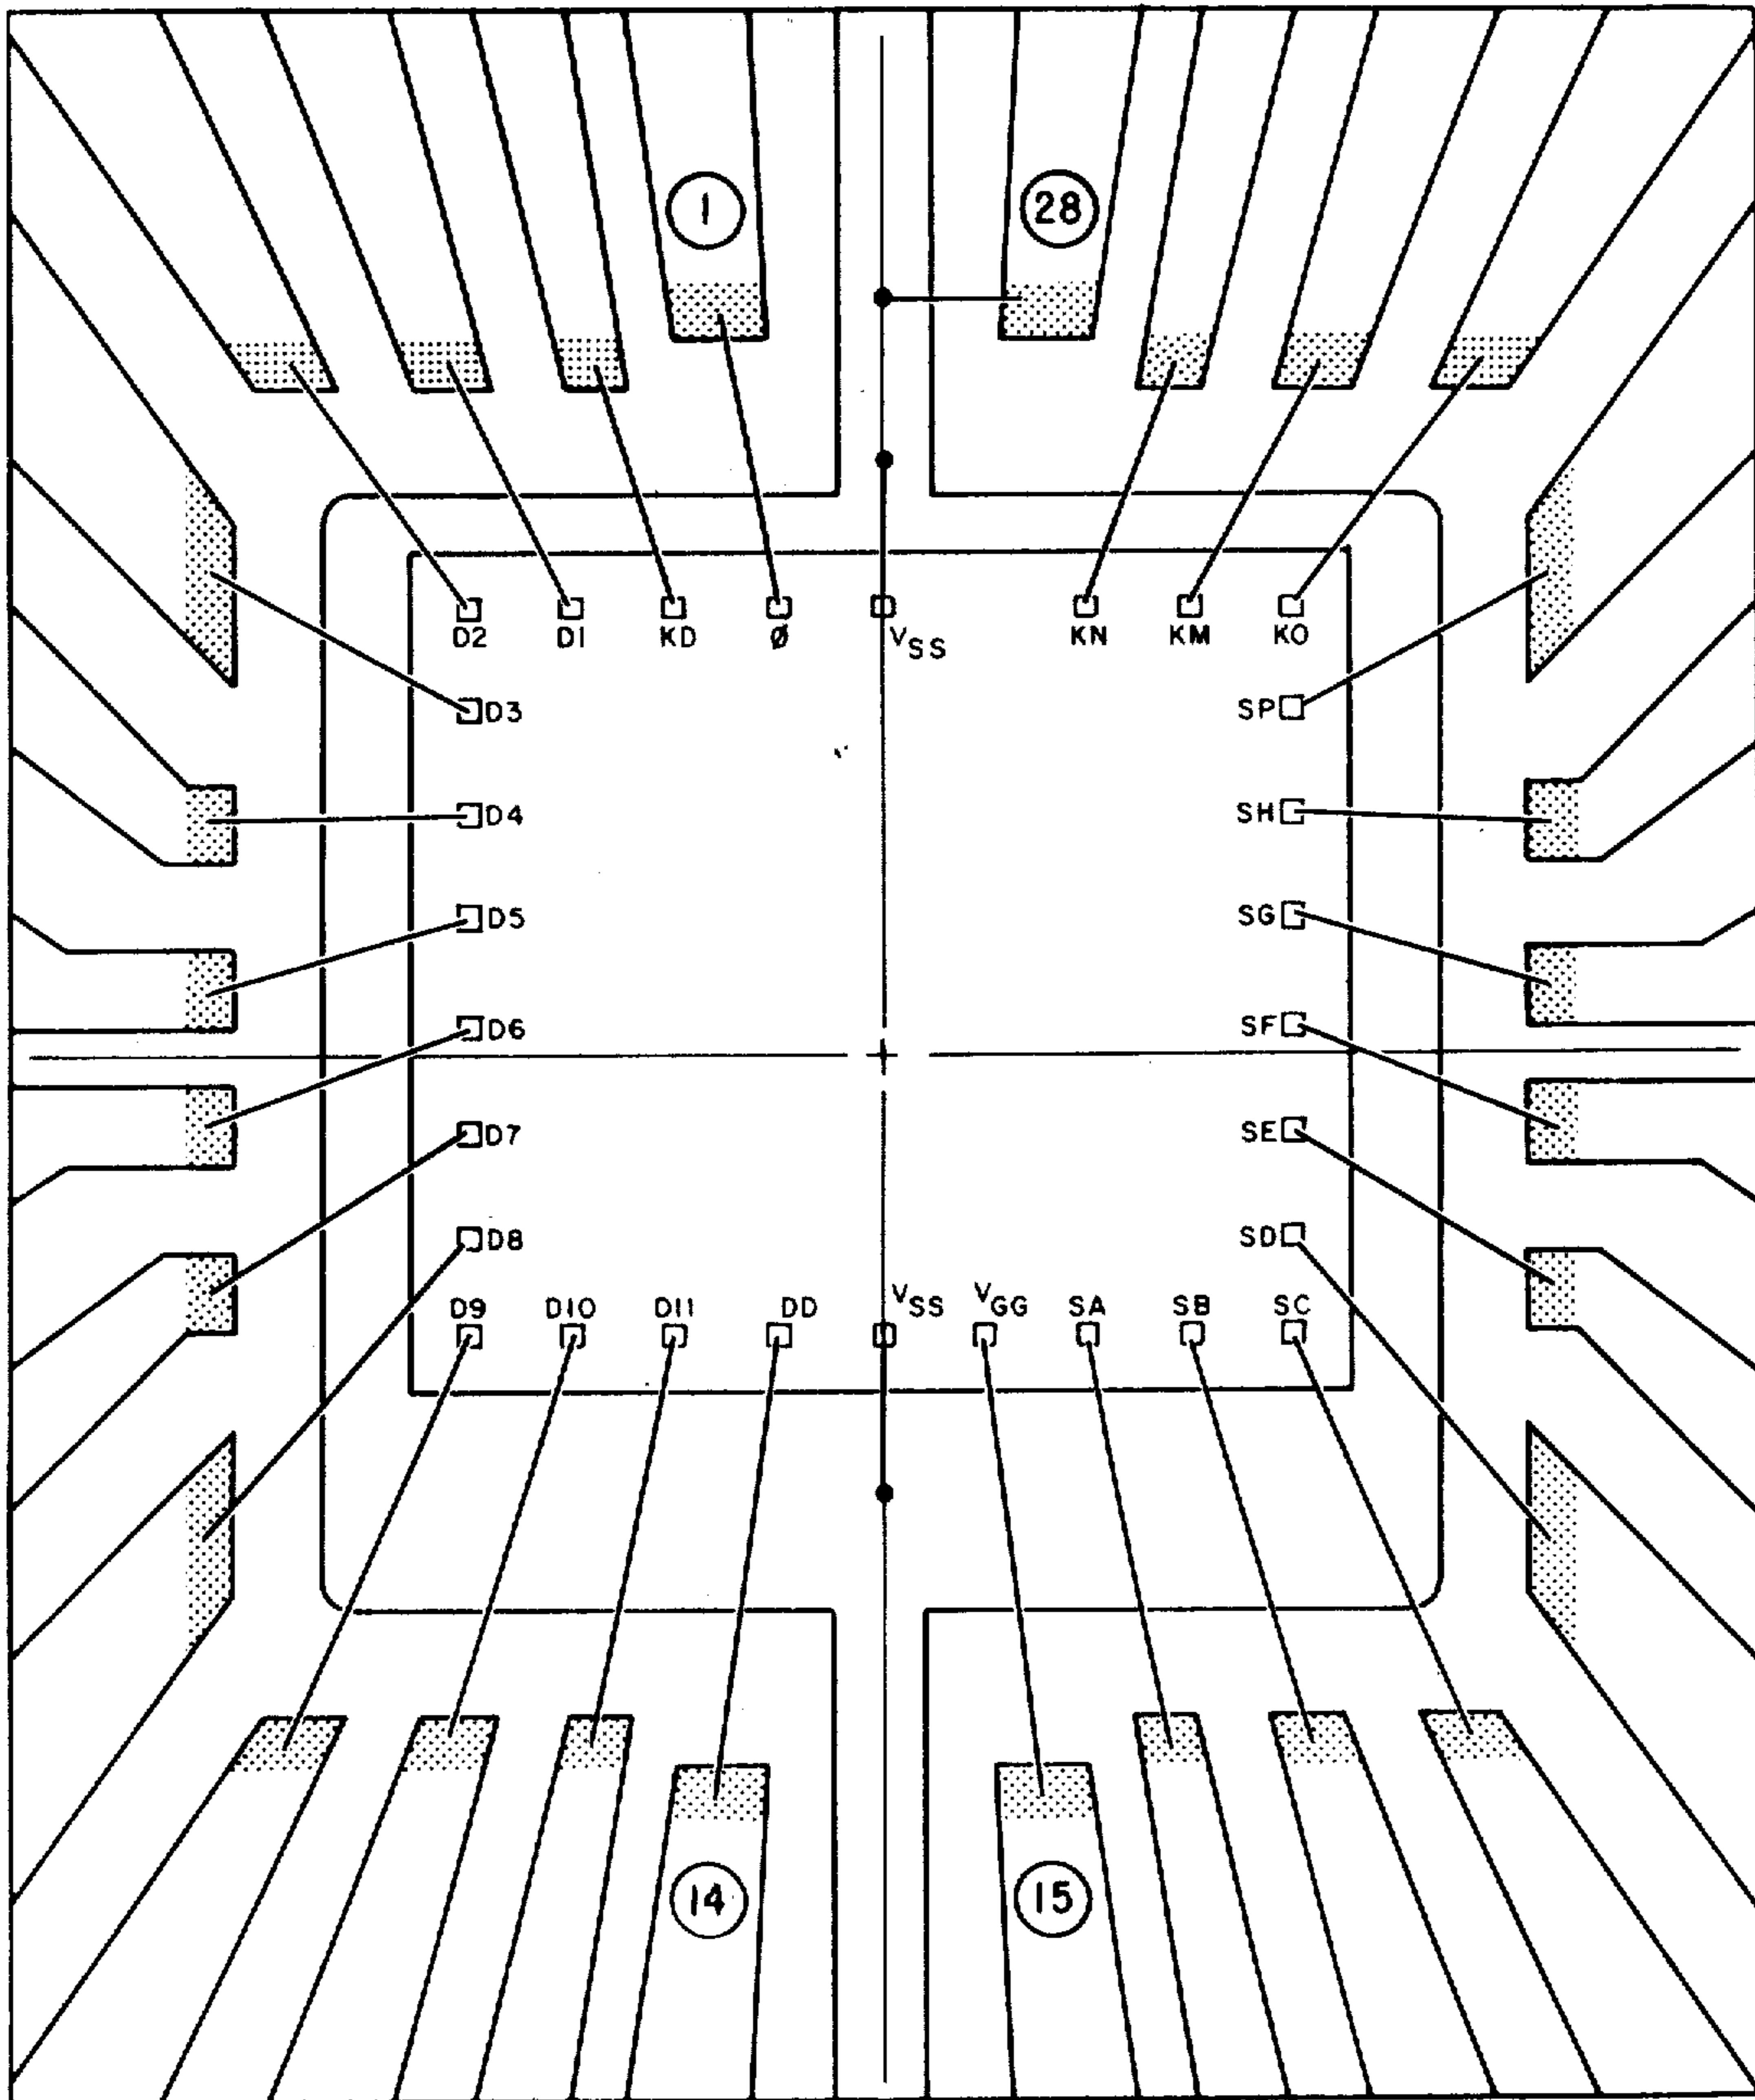 1 28
D2 D1 KD Ø VSS KN KM KO
D3 SP
D4 SH
D5 SG
D6 SF
D7 SE
D8 SD
D9 D10 D11 DD VSS VGG SA SB SC
14 15